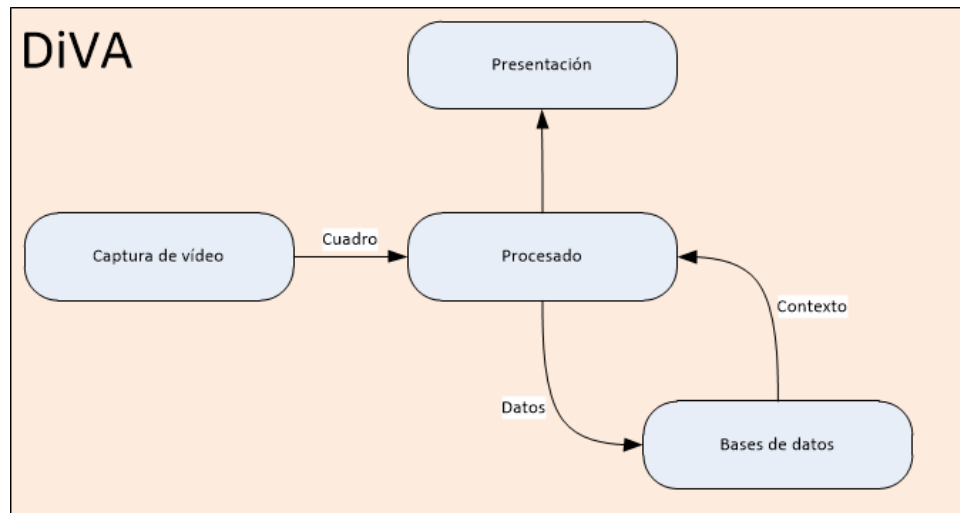 DiVA
Presentación
Captura de vídeo
Cuadro
Procesado
Contexto
Datos
Bases de datos